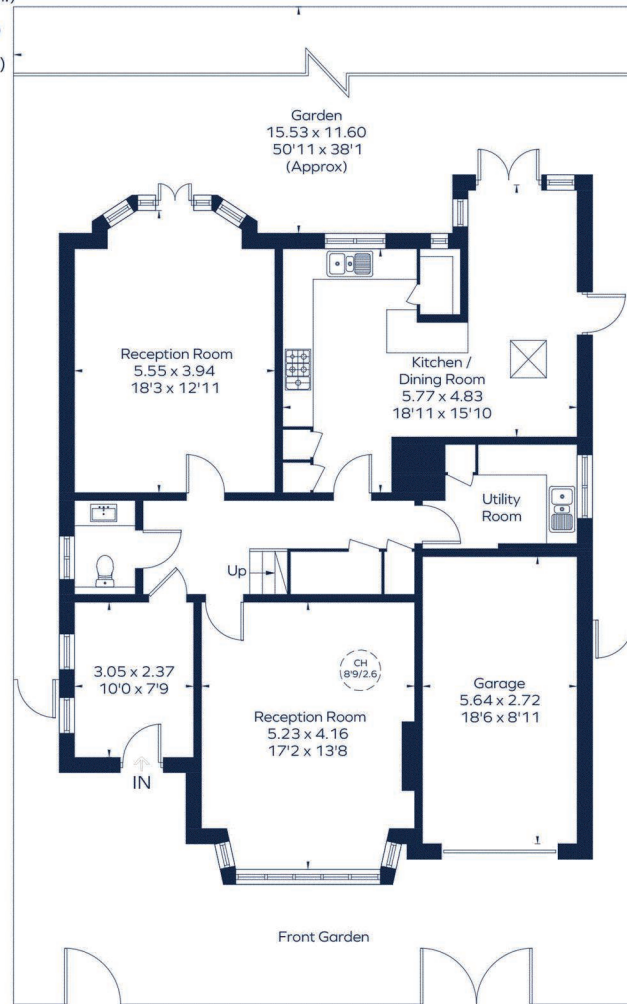 Garden
15.53 x 11.60
50'11 x 38'1
(Approx)
Reception Room
5.55 x 3.94
18'3 x 12'11
Kitchen /
Dining Room
5.77 x 4.83
18'11 x 15'10
Utility
Room
Up
3.05 x 2.37
10'0 x 7'9
CH
8'9/2.6
Reception Room
5.23 x 4.16
17'2 x 13'8
Garage
5.64 x 2.72
18'6 x 8'11
IN
Front Garden